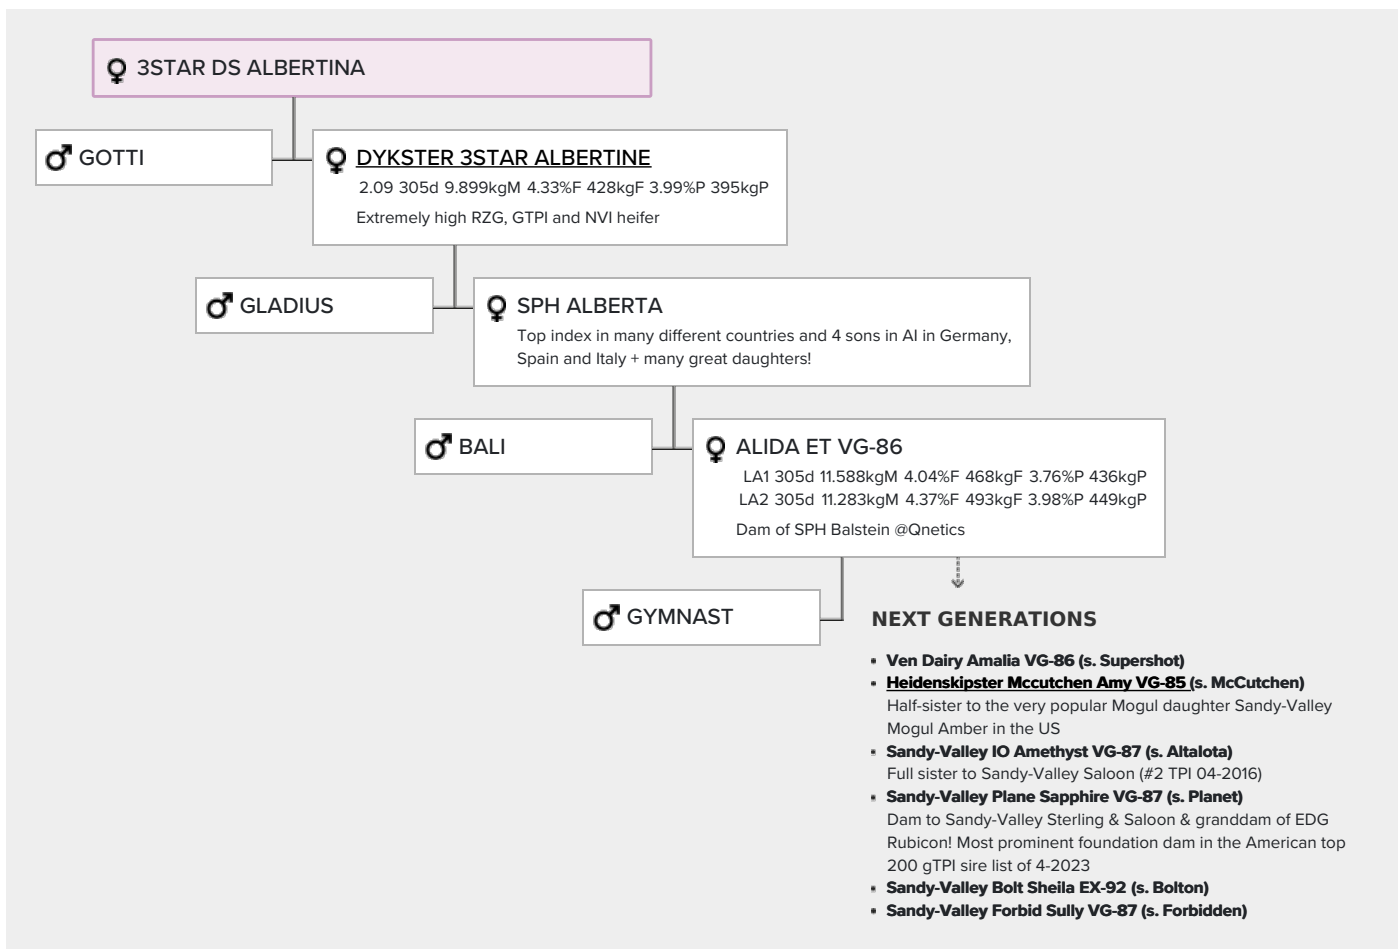 3STAR DS ALBERTINA
GOTTI
DYKSTER 3STAR ALBERTINE
2.09 305d 9.899kgM 4.33%F 428kgF 3.99%P 395kgP
Extremely high RZG, GTPI and NVI heifer
GLADIUS
SPH ALBERTA
Top index in many different countries and 4 sons in AI in Germany,
Spain and Italy + many great daughters!
BALI
ALIDA ET VG-86
LA1 305d 11.588kgM 4.04%F 468kgF 3.76%P 436kgP
LA2 305d 11.283kgM 4.37%F 493kgF 3.98%P 449kgP
Dam of SPH Balstein @Qnetics
GYMNAST
NEXT GENERATIONS
Ven Dairy Amalia VG-86 (s. Supershot)
Heidenskipster Mccutchen Amy VG-85 (s. McCutchen)
Half-sister to the very popular Mogul daughter Sandy-Valley
Mogul Amber in the US
Sandy-Valley IO Amethyst VG-87 (s. AltaIota)
Full sister to Sandy-Valley Saloon (#2 TPI 04-2016)
Sandy-Valley Plane Sapphire VG-87 (s. Planet)
Dam to Sandy-Valley Sterling & Saloon & granddam of EDG
Rubicon! Most prominent foundation dam in the American top
200 gTPI sire list of 4-2023
Sandy-Valley Bolt Sheila EX-92 (s. Bolton)
Sandy-Valley Forbid Sully VG-87 (s. Forbidden)